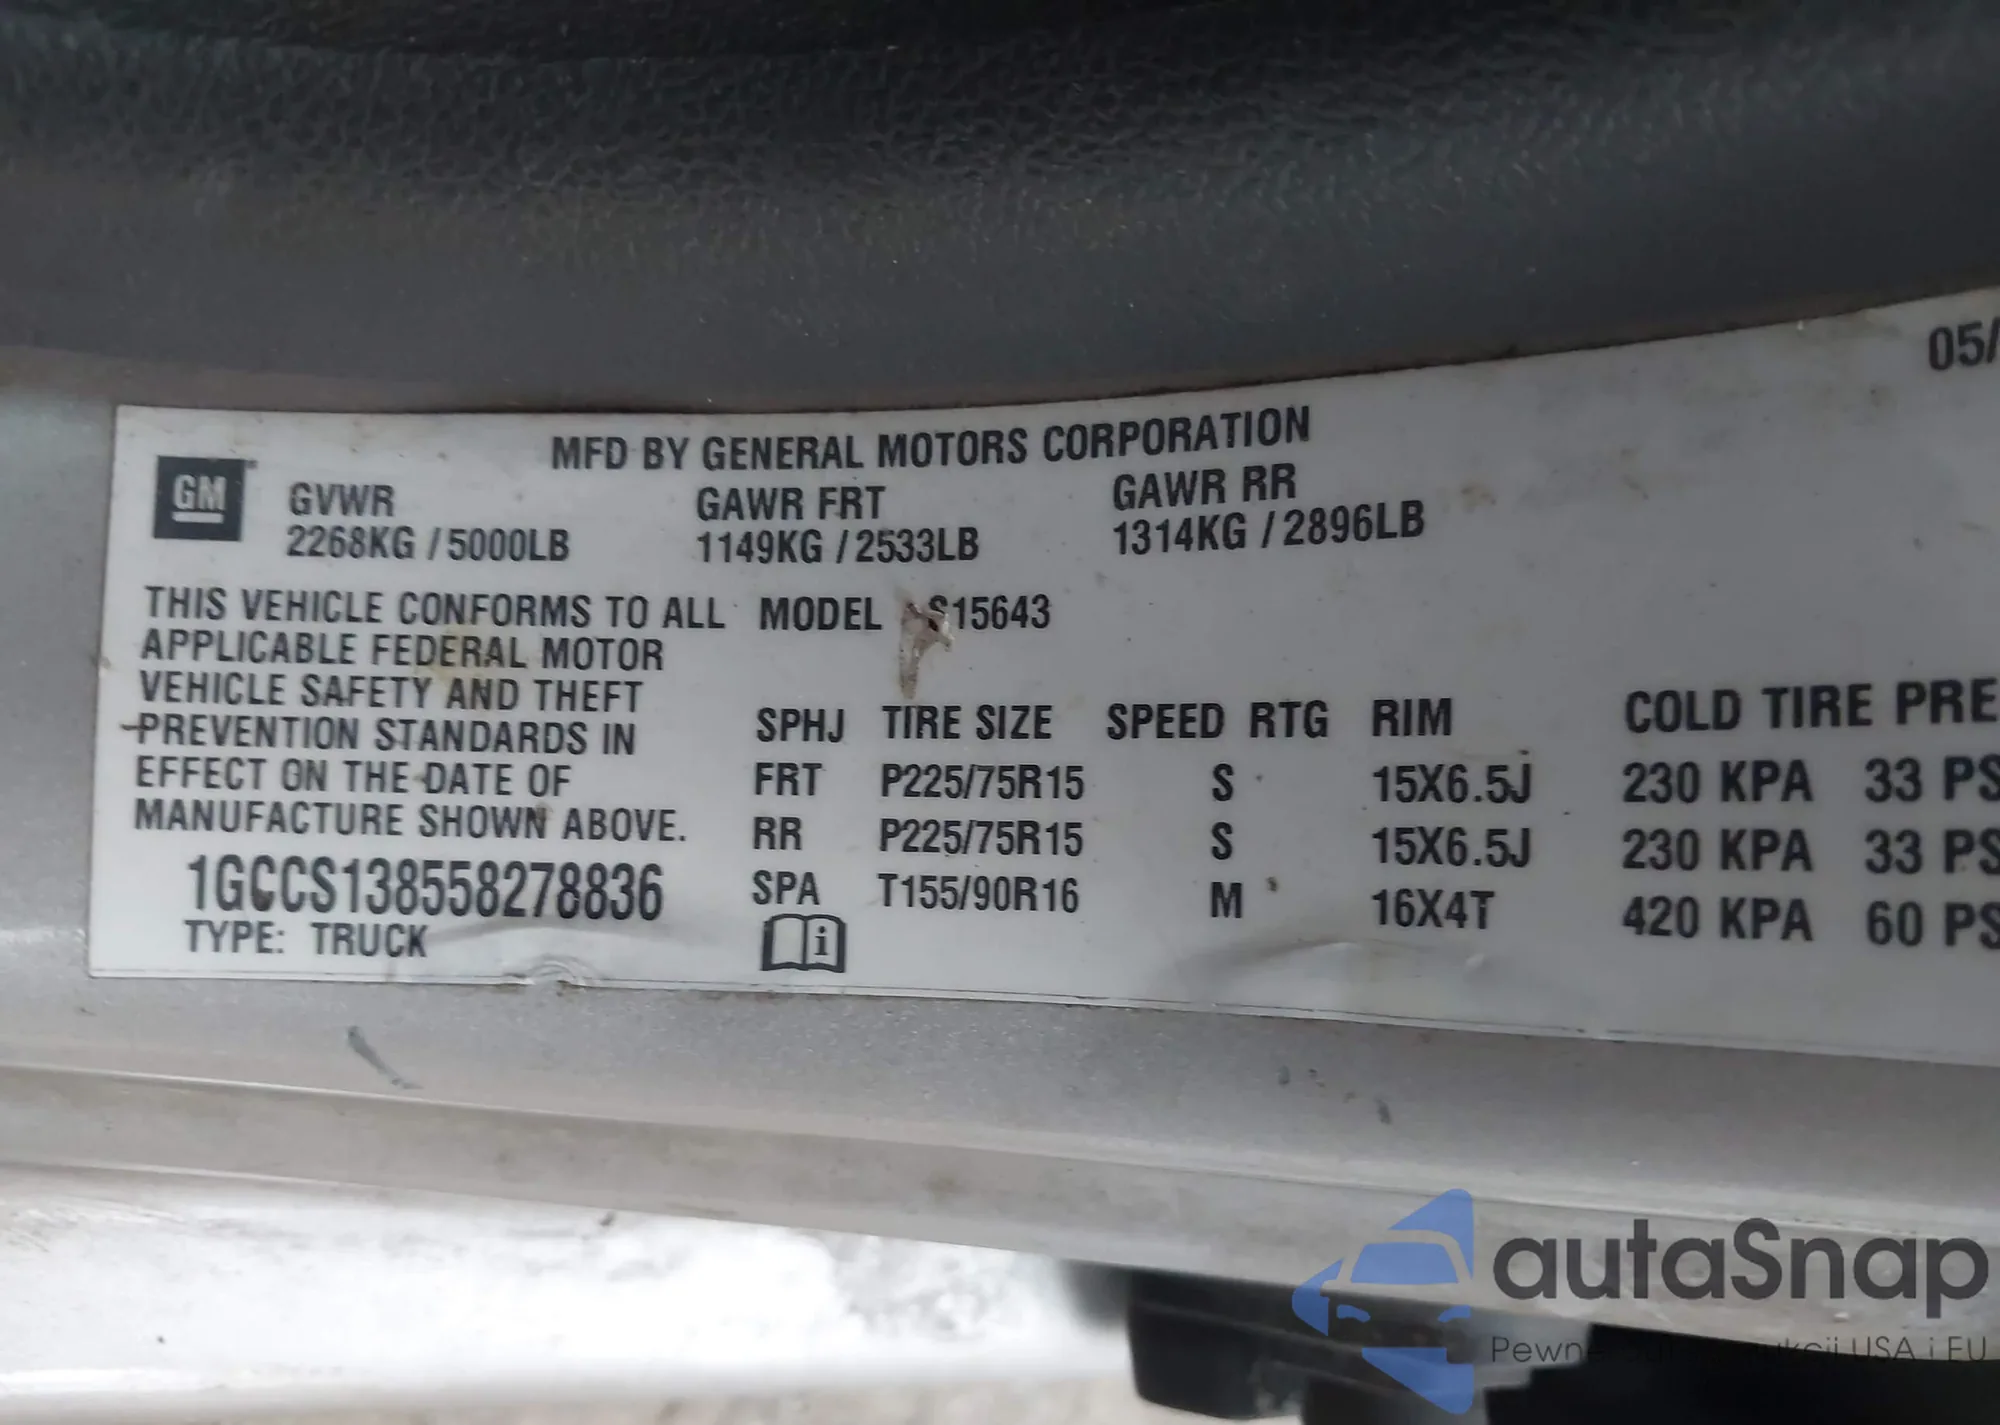 05/
MFD BY GENERAL MOTORS CORPORATION
GM GVWR GAWR FRT GAWR RR
2268KG / 5000LB 1149KG / 2533LB 1314KG / 2896LB
THIS VEHICLE CONFORMS TO ALL
APPLICABLE FEDERAL MOTOR
VEHICLE SAFETY AND THEFT
PREVENTION STANDARDS IN
EFFECT ON THE DATE OF
MANUFACTURE SHOWN ABOVE.
1GCCS138558278836
TYPE: TRUCK
MODEL S15643
SPHJ TIRE SIZE SPEED RTG RIM COLD TIRE PRE
FRT P225/75R15 S 15X6.5J 230 KPA 33 PS
RR P225/75R15 S 15X6.5J 230 KPA 33 PS
SPA T155/90R16 M 16X4T 420 KPA 60 PS
i
autaSnap
USA i EU